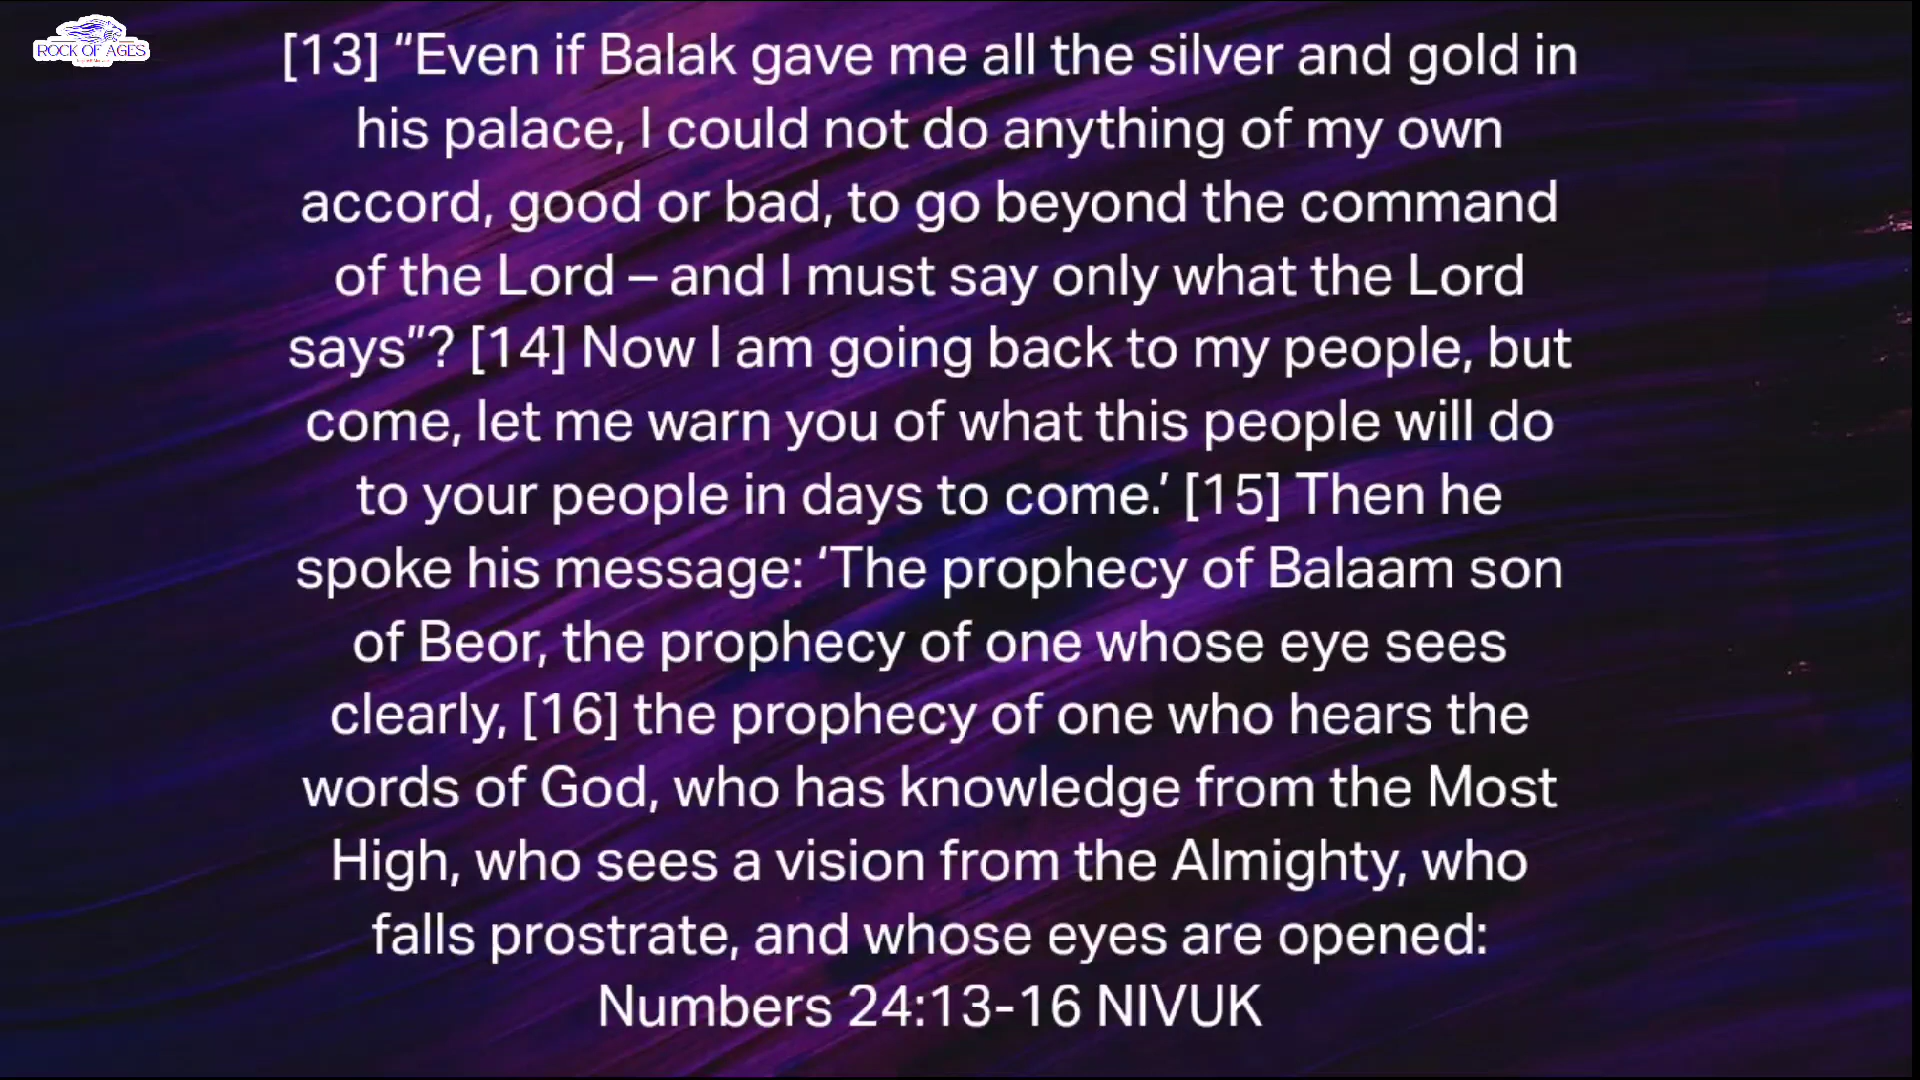 ROCK OF AGES
[13] “Even if Balak gave me all the silver and gold in
his palace, I could not do anything of my own
accord, good or bad, to go beyond the command
of the Lord – and I must say only what the Lord
says”? [14] Now I am going back to my people, but
come, let me warn you of what this people will do
to your people in days to come.’ [15] Then he
spoke his message: ‘The prophecy of Balaam son
of Beor, the prophecy of one whose eye sees
clearly, [16] the prophecy of one who hears the
words of God, who has knowledge from the Most
High, who sees a vision from the Almighty, who
falls prostrate, and whose eyes are opened:
Numbers 24:13-16 NIVUK